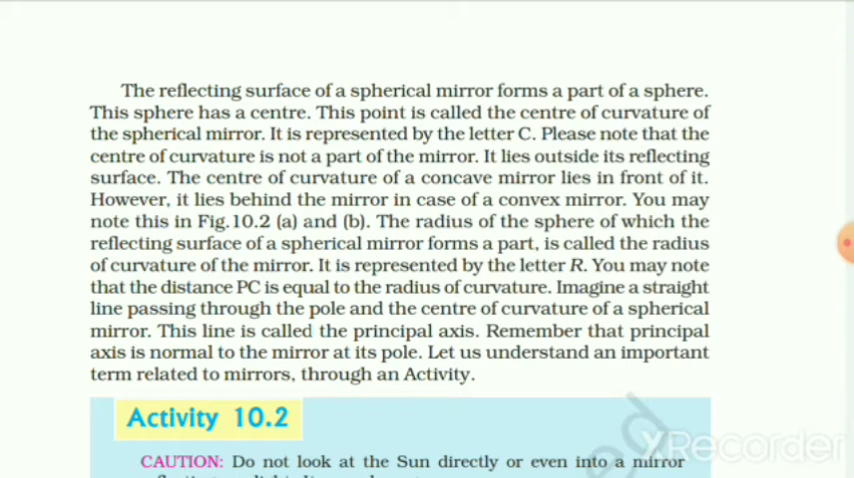 The reflecting surface of a spherical mirror forms a part of a sphere.
This sphere has a centre. This point is called the centre of curvature of
the spherical mirror. It is represented by the letter C. Please note that the
centre of curvature is not a part of the mirror. It lies outside its reflecting
surface. The centre of curvature of a concave mirror lies in front of it.
However, it lies behind the mirror in case of a convex mirror. You may
note this in Fig.10.2 (a) and (b). The radius of the sphere of which the
reflecting surface of a spherical mirror forms a part, is called the radius
of curvature of the mirror. It is represented by the letter R. You may note
that the distance PC is equal to the radius of curvature. Imagine a straight
line passing through the pole and the centre of curvature of a spherical
mirror. This line is called the principal axis. Remember that principal
axis is normal to the mirror at its pole. Let us understand an important
term related to mirrors, through an Activity.
Activity 10.2
CAUTION: Do not look at the Sun directly or even into a mirror
XRecorder